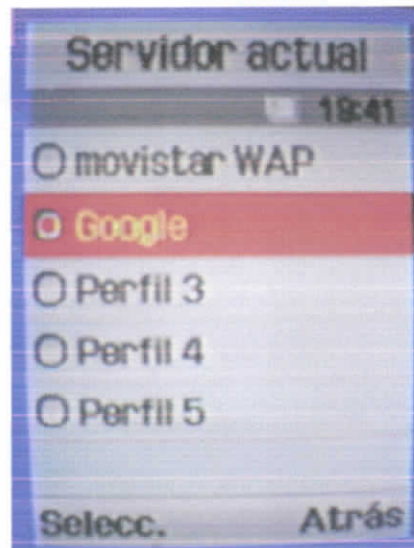 Servidor actual
19:41
movistar WAP
Google
Perfil 3
Perfil 4
Perfil 5
Selecc. Atrás